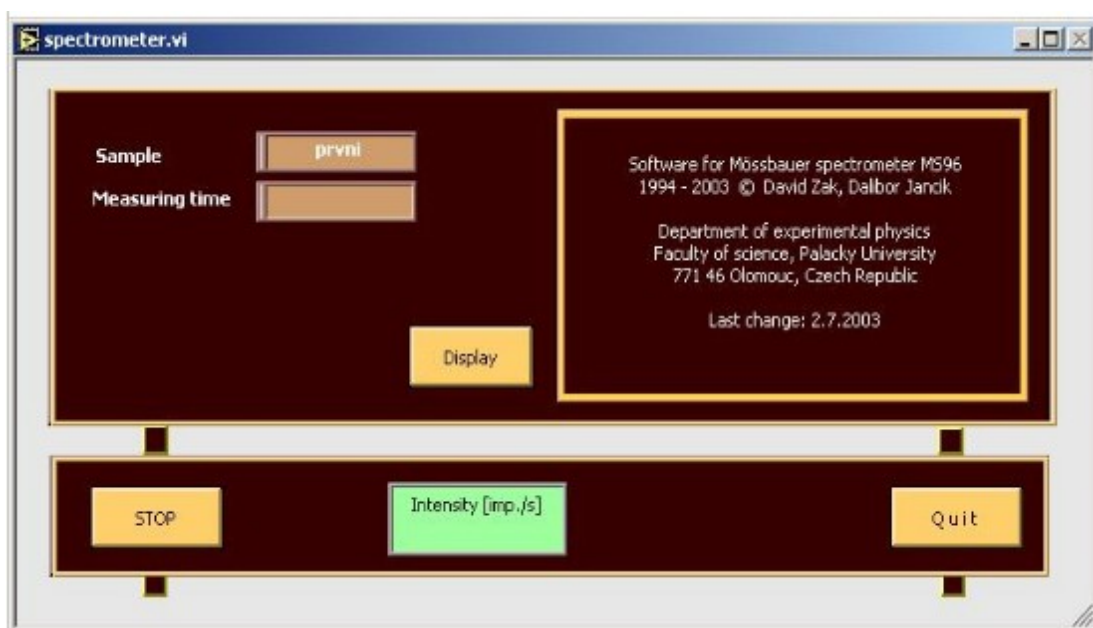 spectrometer.vi
Sample
prvni
Measuring time
Display
Software for Mössbauer spectrometer MS96
1994 - 2003 © David Zak, Dalibor Jancik
Department of experimental physics
Faculty of science, Palacky University
771 46 Olomouc, Czech Republic
Last change: 2.7.2003
STOP
Intensity [imp./s]
Quit